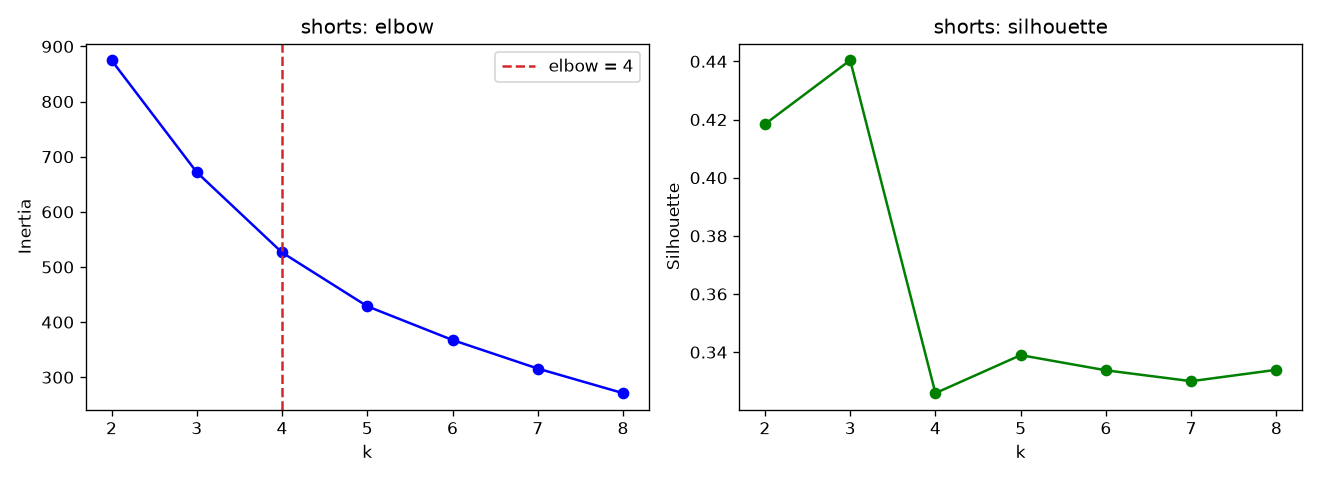 shorts: elbow
900
800
700
600
500
400
300
Inertia
elbow = 4
2 3 4 5 6 7 8
k
shorts: silhouette
0.44
0.42
0.40
0.38
0.36
0.34
Silhouette
2 3 4 5 6 7 8
k